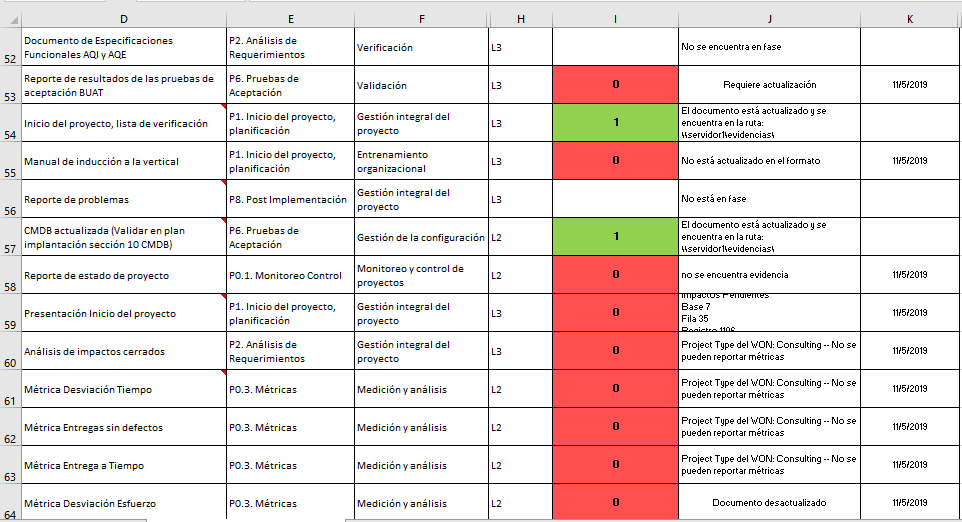 D E F H I J K
52 Documento de Especificaciones Funcionales AQI y AQE P2. Análisis de Requerimientos Verificación L3 No se encuentra en fase
53 Reporte de resultados de las pruebas de aceptación BUAT P6. Pruebas de Aceptación Validación L3 0 Requiere actualización 11/5/2019
54 Inicio del proyecto, lista de verificación P1. Inicio del proyecto, planificación Gestión integral del proyecto L3 1 El documento está actualizado y se encuentra en la ruta: \\servidor1\evidencias\
55 Manual de inducción a la vertical P1. Inicio del proyecto, planificación Entrenamiento organizacional L3 0 No está actualizado en el formato 11/5/2019
56 Reporte de problemas P8. Post Implementación Gestión integral del proyecto L3 No está en fase
57 CMDB actualizada (Validar en plan implantación sección 10 CMDB) P6. Pruebas de Aceptación Gestión de la configuración L2 1 El documento está actualizado y se encuentra en la ruta: \\servidor1\evidencias\
58 Reporte de estado de proyecto P0.1. Monitoreo Control Monitoreo y control de proyectos L2 0 no se encuentra evidencia 11/5/2019
59 Presentación Inicio del proyecto P1. Inicio del proyecto, planificación Gestión integral del proyecto L3 0 Impactos Pendientes Base 7 Fila 35 Registro 1106 11/5/2019
60 Análisis de impactos cerrados P2. Análisis de Requerimientos Gestión integral del proyecto L3 0 Project Type del WON: Consulting -- No se pueden reportar métricas 11/5/2019
61 Métrica Desviación Tiempo P0.3. Métricas Medición y análisis L2 0 Project Type del WON: Consulting -- No se pueden reportar métricas 11/5/2019
62 Métrica Entregas sin defectos P0.3. Métricas Medición y análisis L2 0 Project Type del WON: Consulting -- No se pueden reportar métricas 11/5/2019
63 Métrica Entrega a Tiempo P0.3. Métricas Medición y análisis L2 0 Project Type del WON: Consulting -- No se pueden reportar métricas 11/5/2019
64 Métrica Desviación Esfuerzo P0.3. Métricas Medición y análisis L2 0 Documento desactualizado 11/5/2019